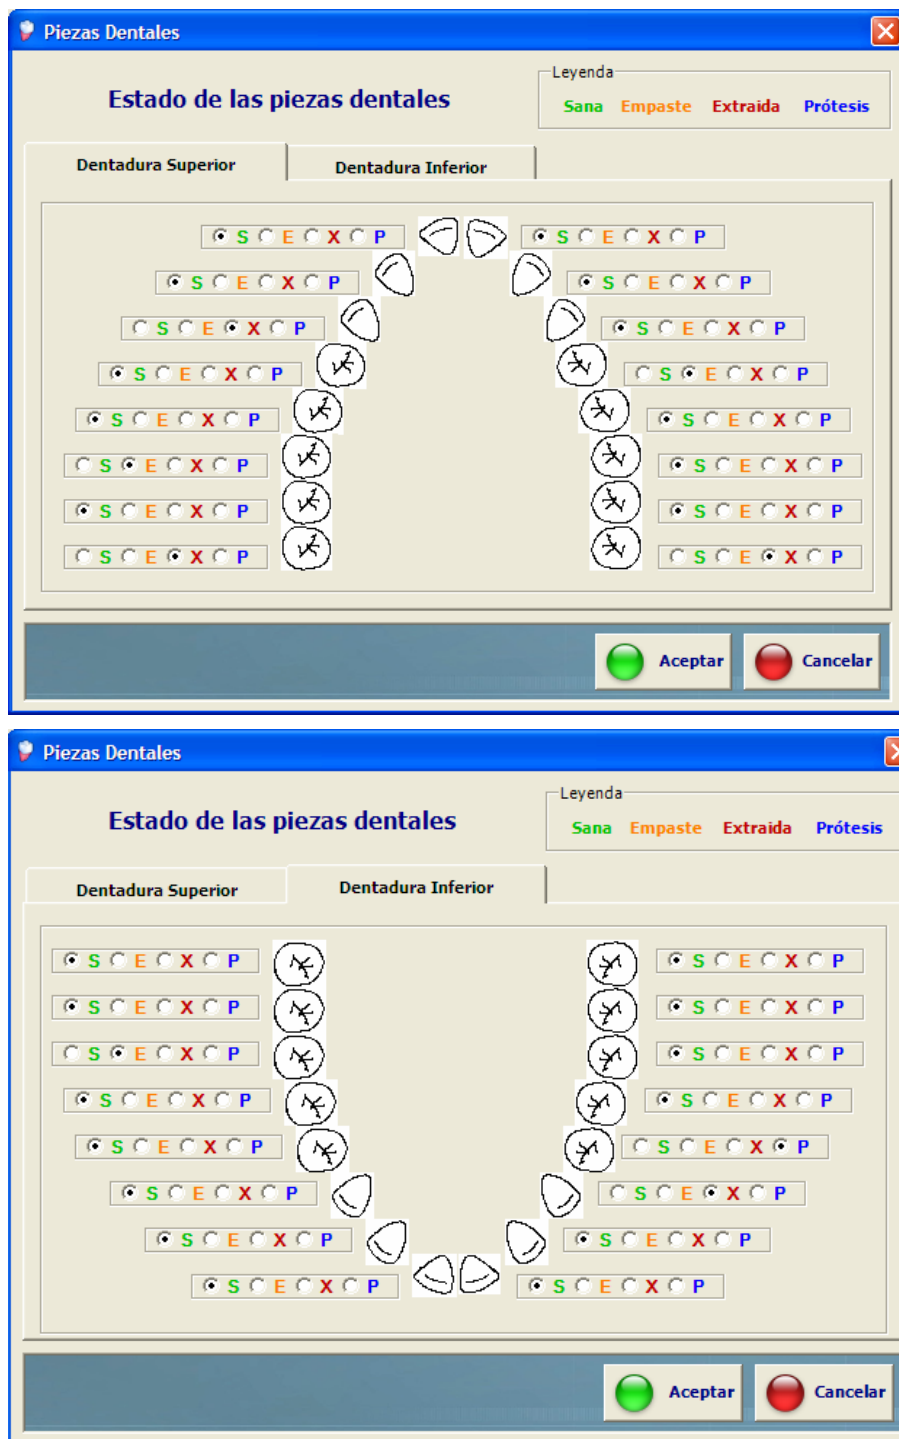 Piezas Dentales
Leyenda
Estado de las piezas dentales
Sana Empaste Extraida Prótesis
Dentadura Superior Dentadura Inferior
S E X P S E X P
S E X P S E X P
S E X P S E X P
S E X P S E X P
S E X P S E X P
S E X P S E X P
S E X P S E X P
S E X P S E X P
Aceptar Cancelar
Piezas Dentales
Leyenda
Estado de las piezas dentales
Sana Empaste Extraida Prótesis
Dentadura Superior Dentadura Inferior
S E X P S E X P
S E X P S E X P
S E X P S E X P
S E X P S E X P
S E X P S E X P
S E X P S E X P
S E X P S E X P
S E X P S E X P
Aceptar Cancelar